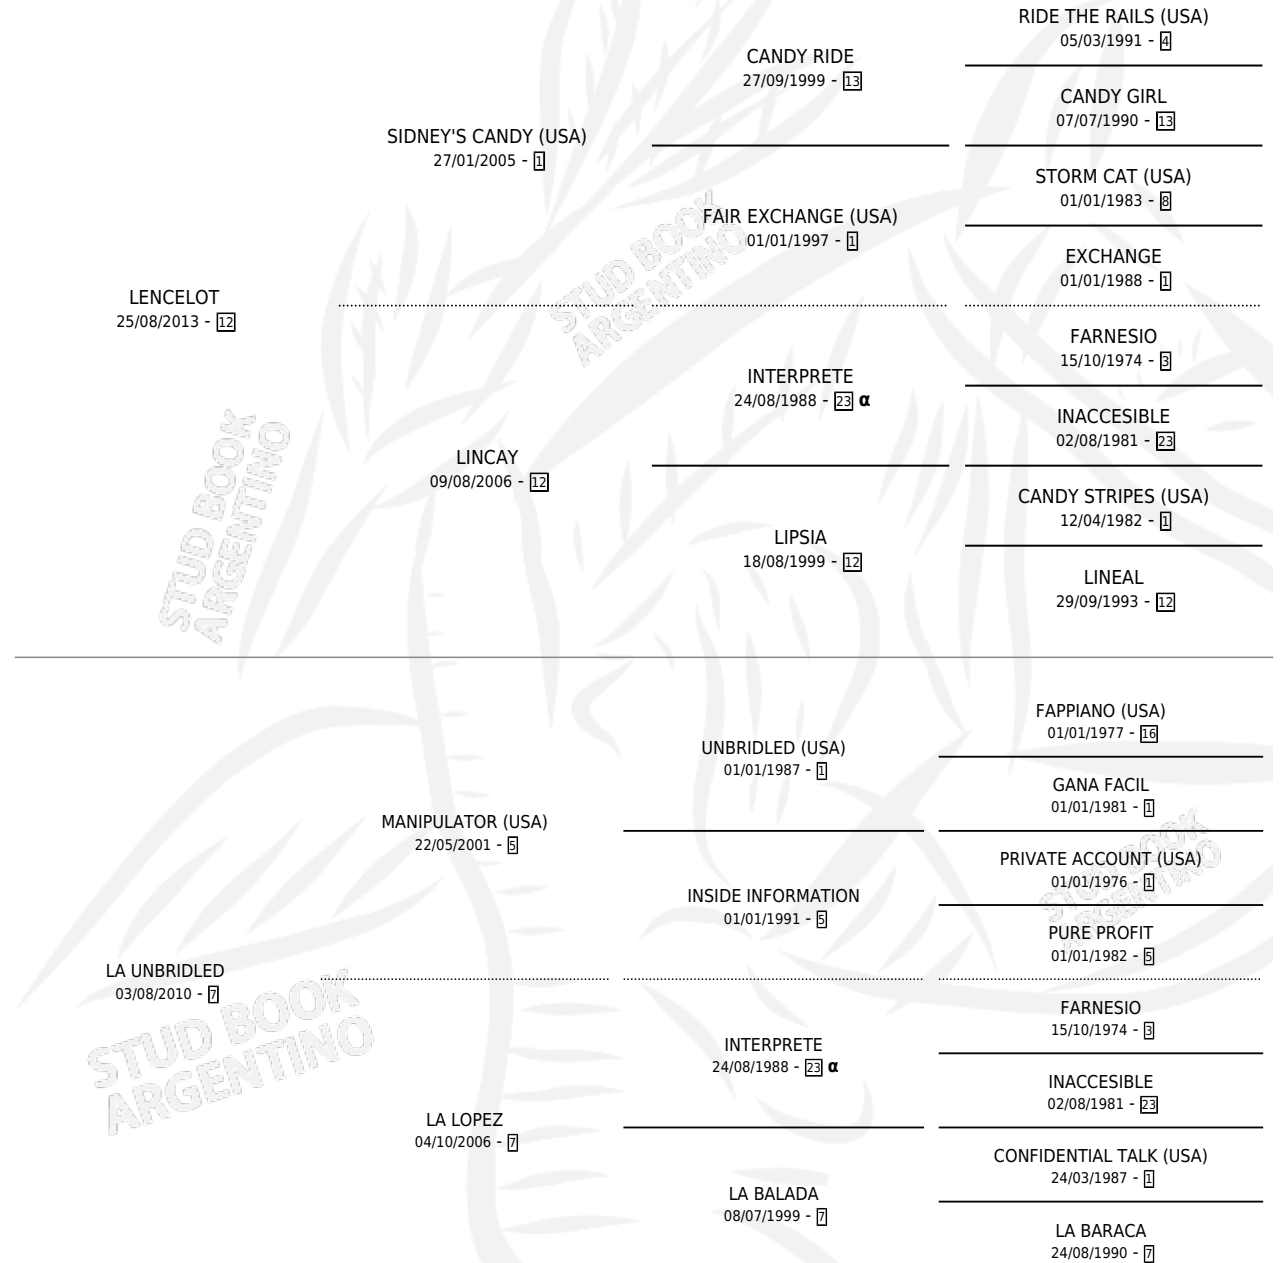 RIDE THE RAILS (USA)
05/03/1991 - 4
CANDY RIDE
27/09/1999 - 13
CANDY GIRL
07/07/1990 - 13
SIDNEY'S CANDY (USA)
27/01/2005 - 1
STORM CAT (USA)
01/01/1983 - 8
FAIR EXCHANGE (USA)
01/01/1997 - 1
EXCHANGE
01/01/1988 - 1
LENCELOT
25/08/2013 - 12
FARNESIO
15/10/1974 - 3
INTERPRETE
24/08/1988 - 23 α
INACCESIBLE
02/08/1981 - 23
LINCAY
09/08/2006 - 12
CANDY STRIPES (USA)
12/04/1982 - 1
LIPSIA
18/08/1999 - 12
LINEAL
29/09/1993 - 12
FAPPIANO (USA)
01/01/1977 - 16
UNBRIDLED (USA)
01/01/1987 - 1
GANA FACIL
01/01/1981 - 1
MANIPULATOR (USA)
22/05/2001 - 5
PRIVATE ACCOUNT (USA)
01/01/1976 - 1
INSIDE INFORMATION
01/01/1991 - 5
PURE PROFIT
01/01/1982 - 5
LA UNBRIDLED
03/08/2010 - 7
FARNESIO
15/10/1974 - 3
INTERPRETE
24/08/1988 - 23 α
INACCESIBLE
02/08/1981 - 23
LA LOPEZ
04/10/2006 - 7
CONFIDENTIAL TALK (USA)
24/03/1987 - 1
LA BALADA
08/07/1999 - 7
LA BARACA
24/08/1990 - 7
STUD BOOK
ARGENTINO
STUD BOOK
ARGENTINO
STUD BOOK
ARGENTINO
STUD BOOK
ARGENTINO